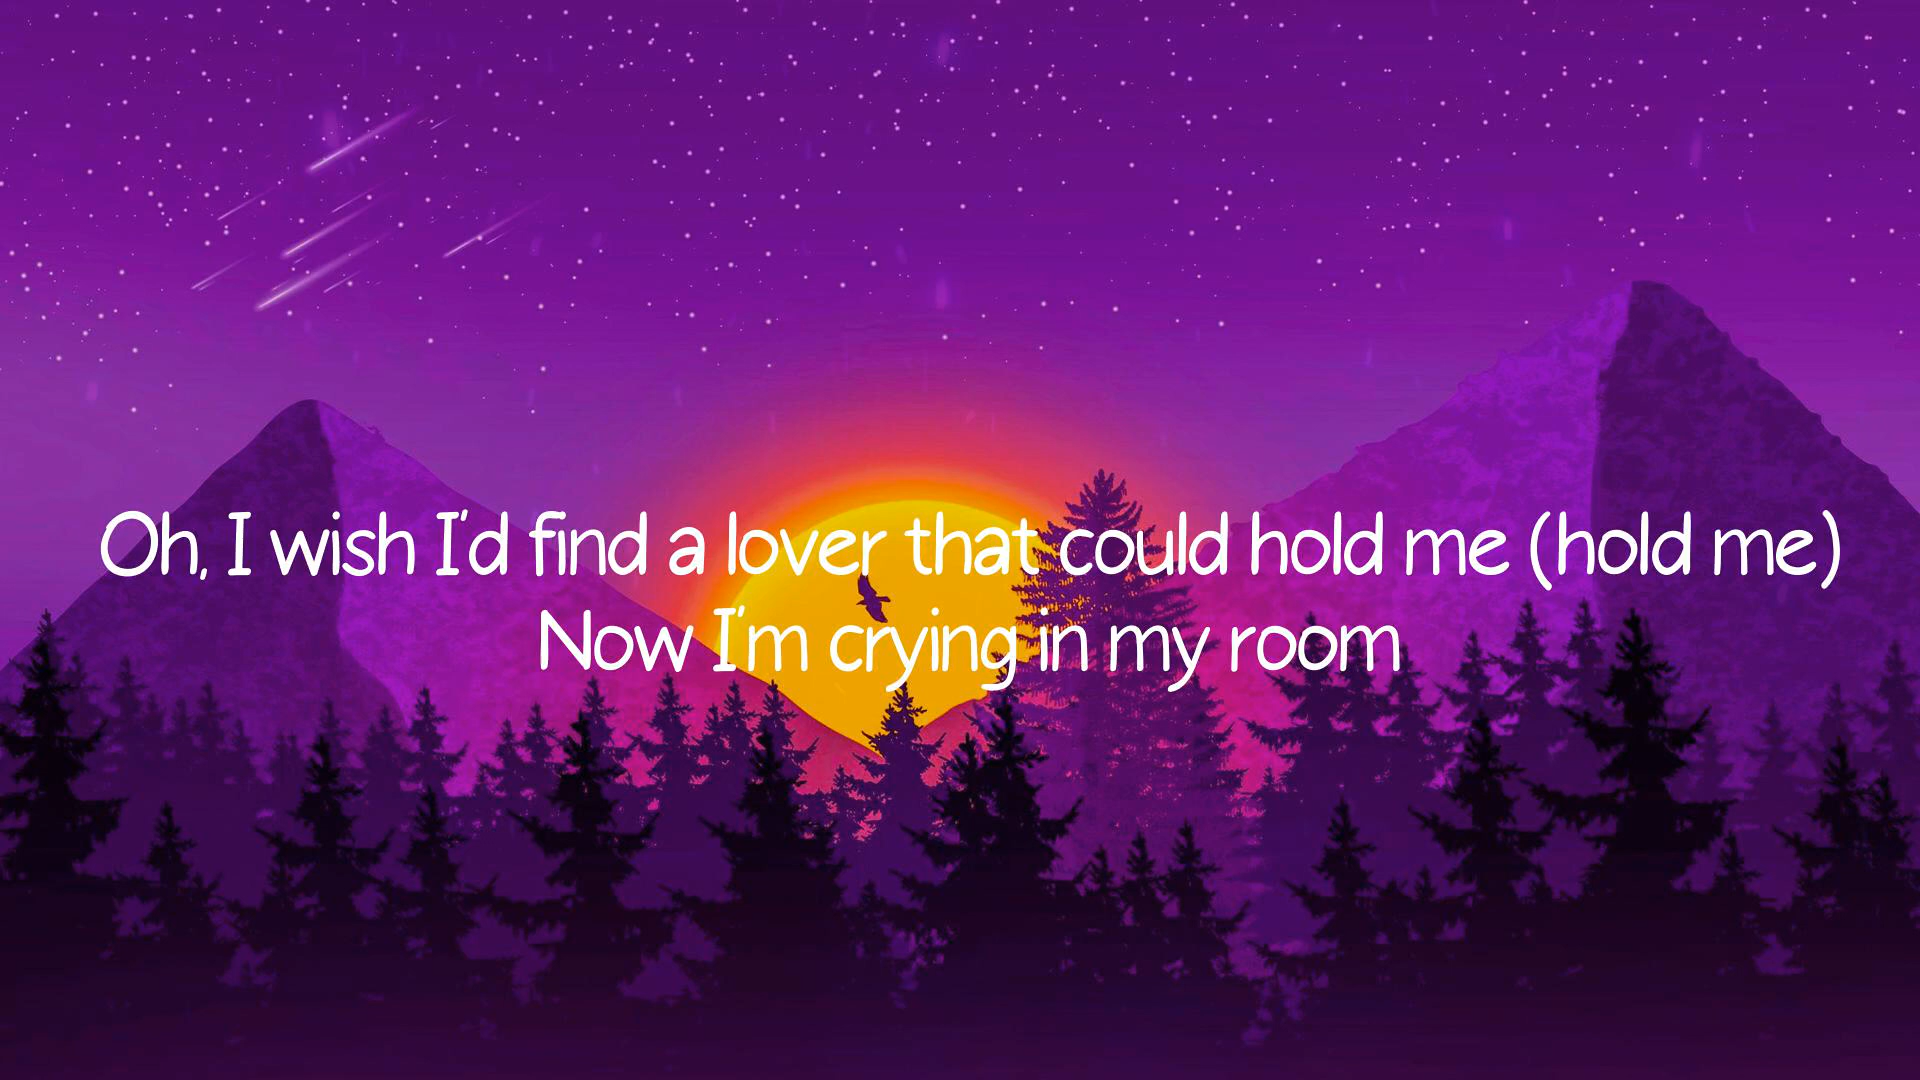 Oh, I wish I'd find a lover that could hold me (hold me)
Now I'm crying in my room